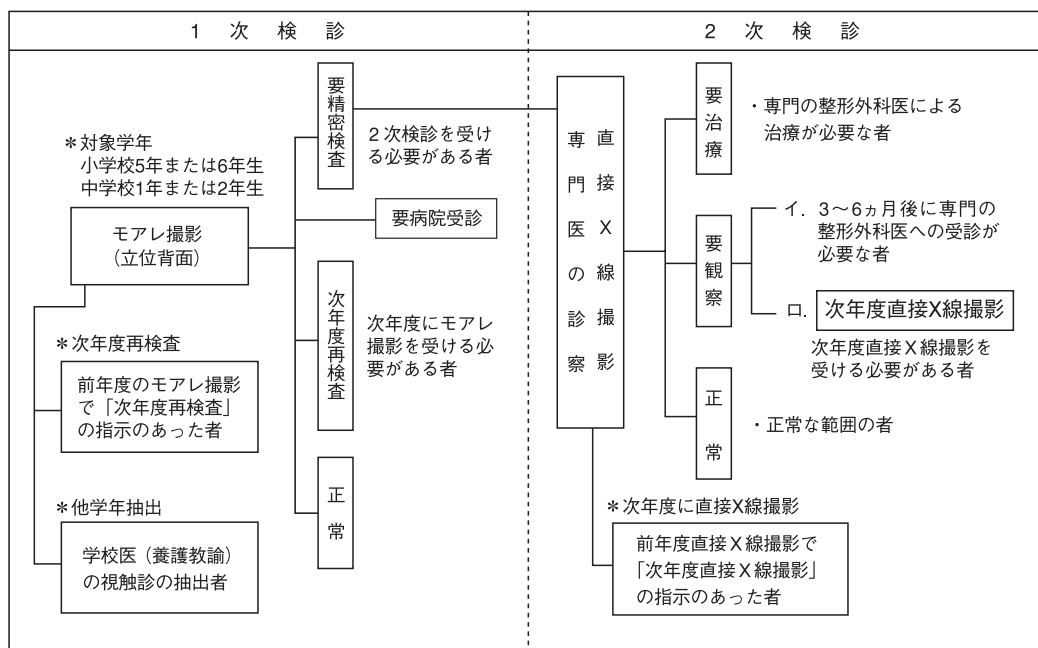 1次検診
2次検診
＊対象学年
小学校5年または6年生
中学校1年または2年生
モアレ撮影
（立位背面）
＊次年度再検査
前年度のモアレ撮影
で「次年度再検査」
の指示のあった者
＊他学年抽出
学校医（養護教諭）
の視触診の抽出者
要精密検査
2次検診を受け
る必要がある者
要病院受診
次年度再検査
次年度にモアレ
撮影を受ける必
要がある者
正常
直接X線撮影
専門医の診察
＊次年度に直接X線撮影
前年度直接X線撮影で
「次年度直接X線撮影」
の指示のあった者
要治療
・専門の整形外科医による
治療が必要な者
要観察
イ．3〜6ヵ月後に専門の
整形外科医への受診が
必要な者
ロ．次年度直接X線撮影
次年度直接X線撮影を
受ける必要がある者
正常
・正常な範囲の者